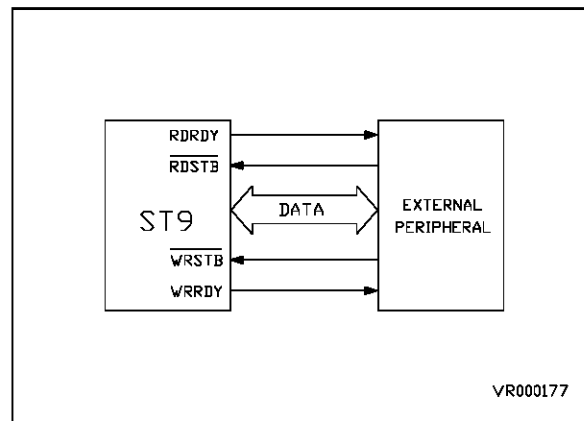 RDRDY
RDSTB
ST9
DATA
WRSTB
WRRDY
EXTERNAL
PERIPHERAL
VR000177